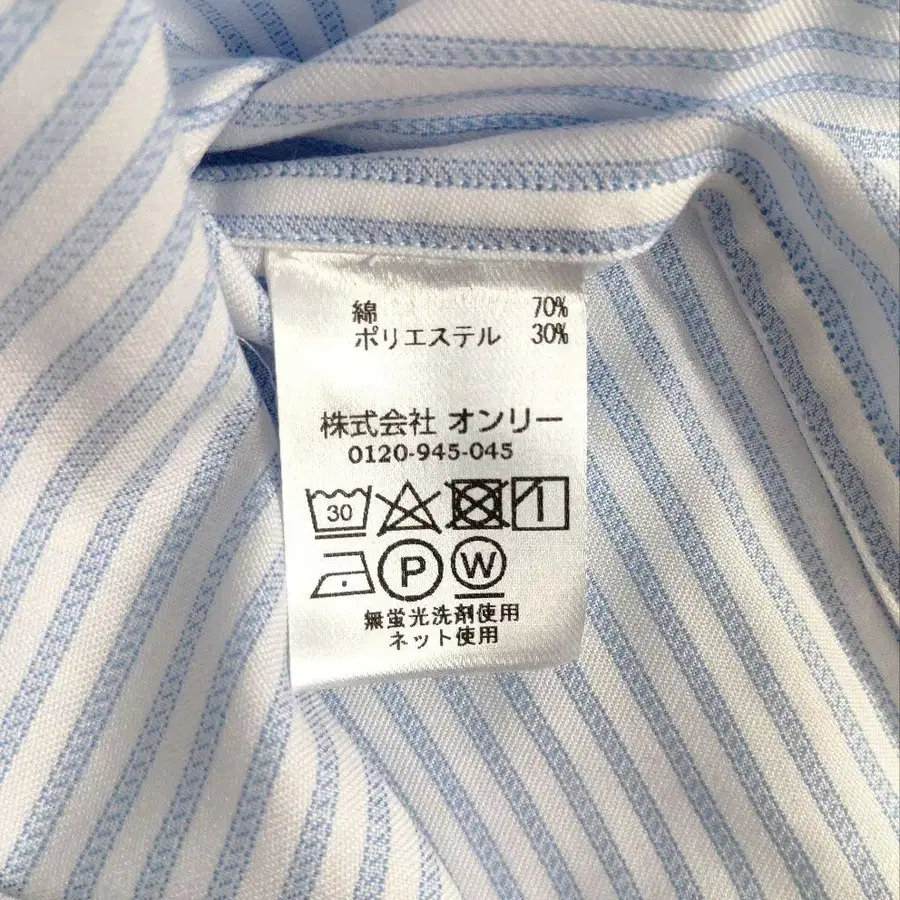 綿 70%
ポリエステル 30%
株式会社 オンリー
0120-945-045
30
P W
無蛍光洗剤使用
ネット使用